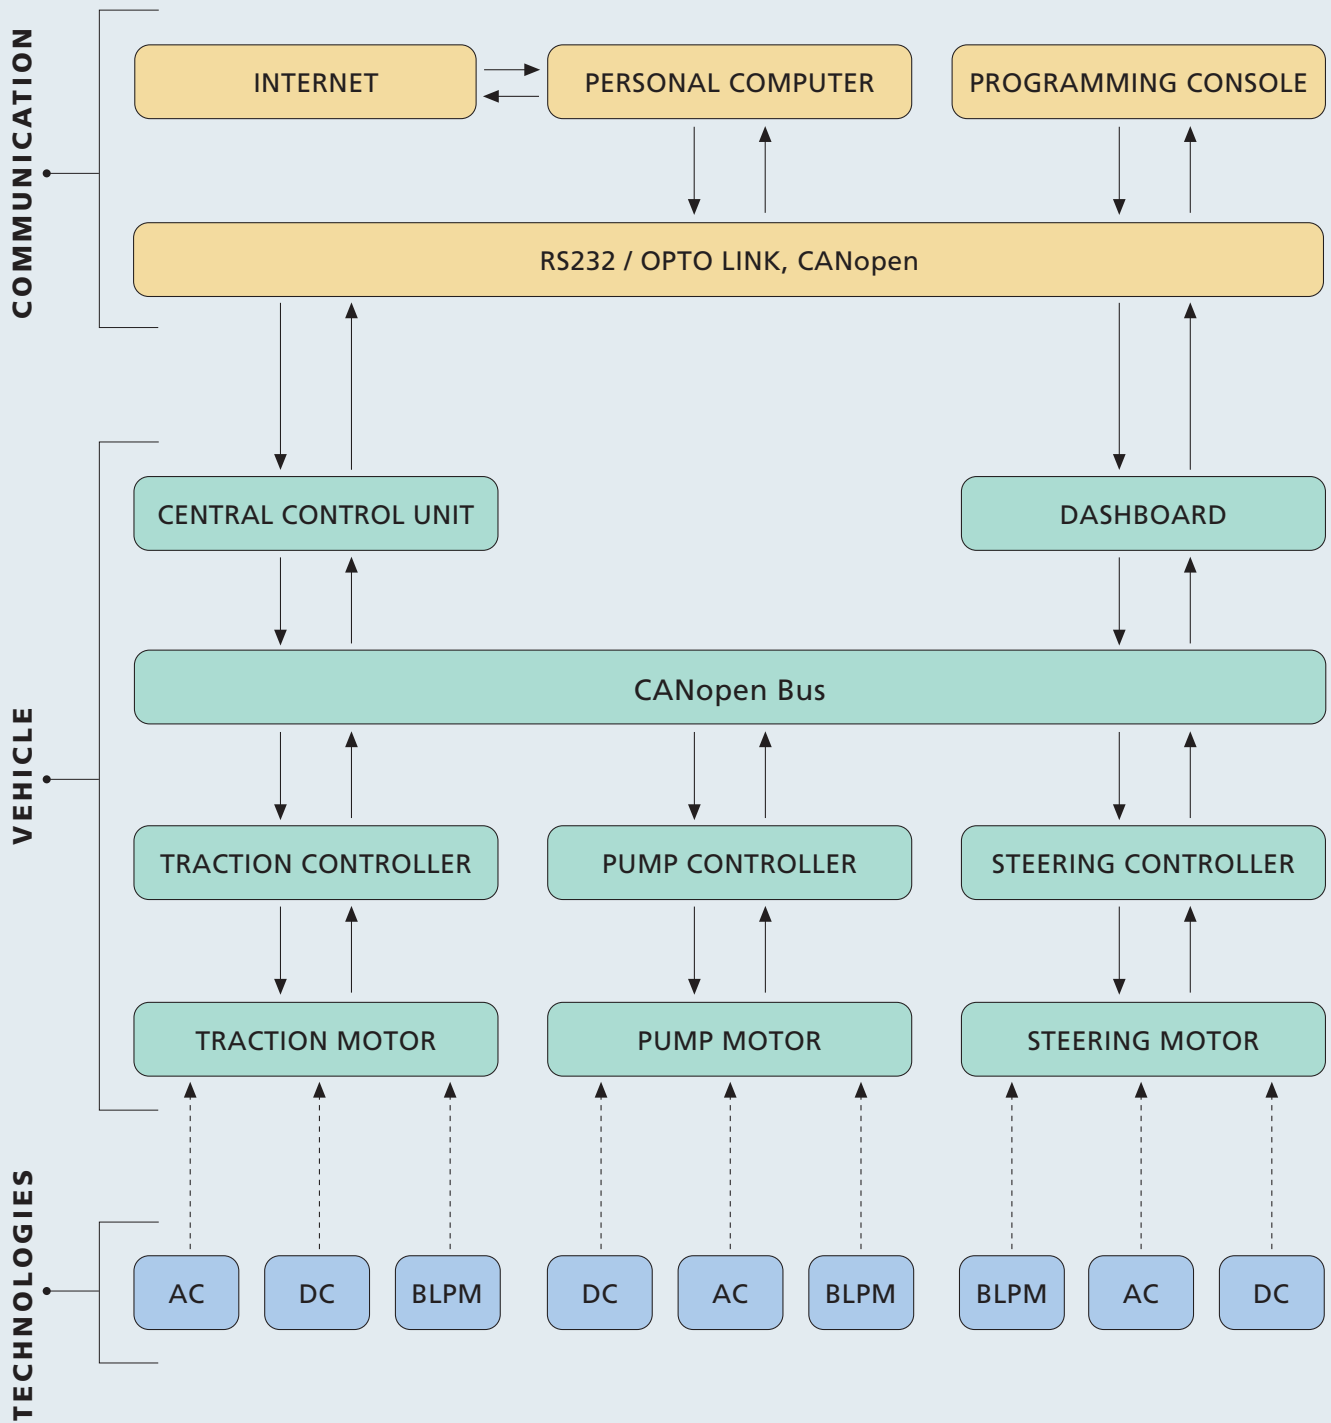 COMMUNICATION
INTERNET
PERSONAL COMPUTER
PROGRAMMING CONSOLE
RS232 / OPTO LINK, CANopen
VEHICLE
CENTRAL CONTROL UNIT
DASHBOARD
CANopen Bus
TRACTION CONTROLLER
PUMP CONTROLLER
STEERING CONTROLLER
TRACTION MOTOR
PUMP MOTOR
STEERING MOTOR
TECHNOLOGIES
AC
DC
BLPM
DC
AC
BLPM
BLPM
AC
DC